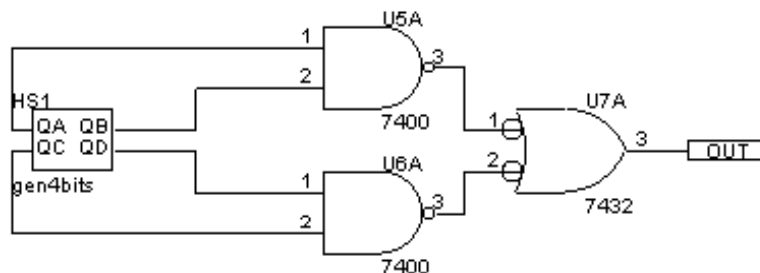 U5A
1
2
3
7400
HS1
QA QB
QC QD
gen4bits
U6A
1
2
3
7400
U7A
1
2
3
7432
OUT